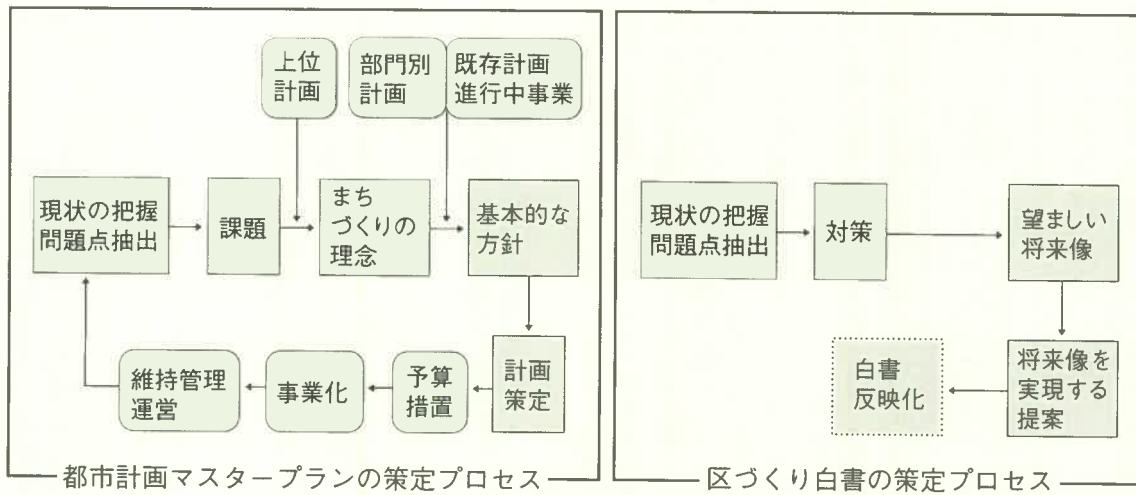 上位
計画
部門別
計画
既存計画
進行中事業
現状の把握
問題点抽出
課題
まち
づくりの
理念
基本的な
方針
維持管理
運営
事業化
予算
措置
計画
策定
都市計画マスタープランの策定プロセス
現状の把握
問題点抽出
対策
望ましい
将来像
白書
反映化
将来像を
実現する
提案
区づくり白書の策定プロセス